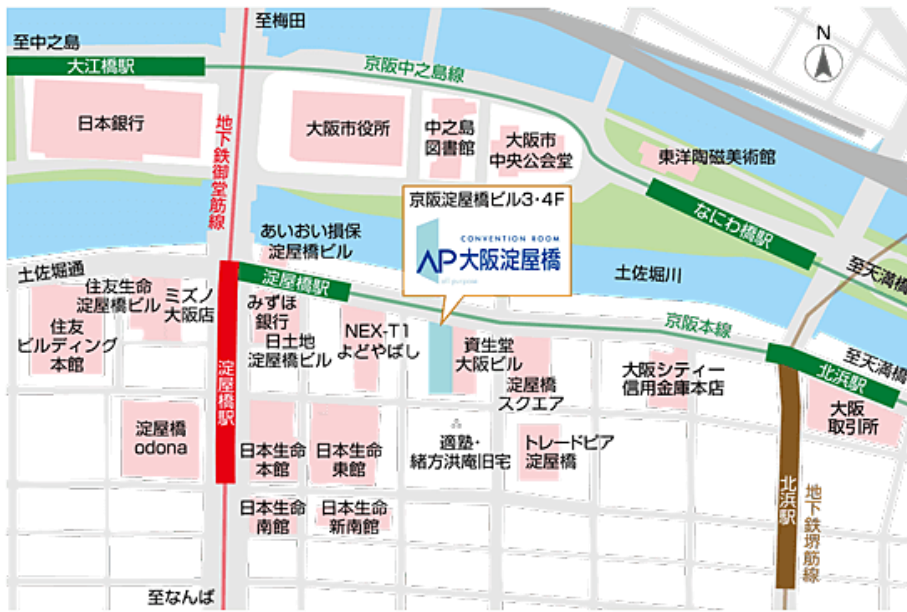 至梅田
至中之島
大江橋駅
京阪中之島線
N
日本銀行
地下鉄御堂筋線
大阪市役所
中之島
図書館
大阪市
中央公会堂
東洋陶磁美術館
なにわ橋駅
京阪淀屋橋ビル3・4F
CONVENTION ROOM
AP大阪淀屋橋
all-purpose
あいおい損保
淀屋橋ビル
土佐堀通
土佐堀川
至天満橋
淀屋橋駅
住友生命
淀屋橋ビル
ミズノ
大阪店
住友
ビルディング
本館
みずほ
銀行
日土地
淀屋橋ビル
NEX-T1
よどやばし
資生堂
大阪ビル
淀屋橋
スクエア
京阪本線
大阪シティー
信用金庫本店
至天満橋
北浜駅
大阪
取引所
淀屋橋駅
淀屋橋
odona
日本生命
本館
日本生命
東館
適塾・
緒方洪庵旧宅
トレードピア
淀屋橋
日本生命
南館
日本生命
新南館
北浜駅
地下鉄堺筋線
至なんば